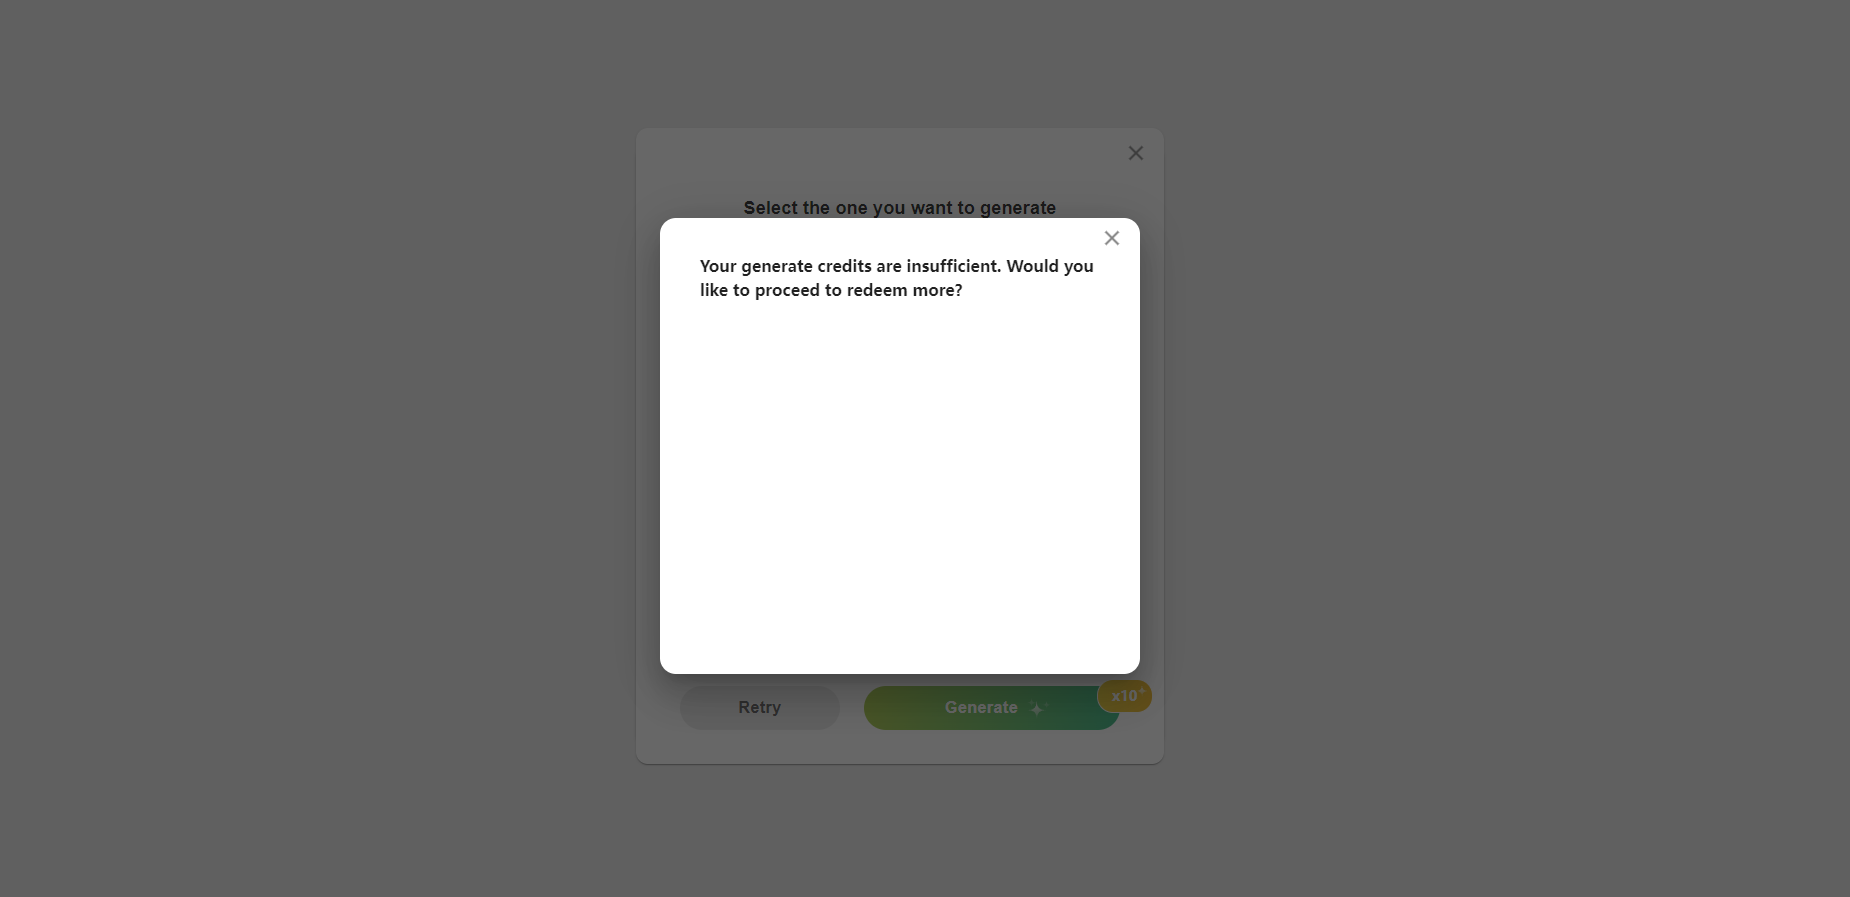 Select the one you want to generate
Your generate credits are insufficient. Would you
like to proceed to redeem more?
Retry
Generate
x10+